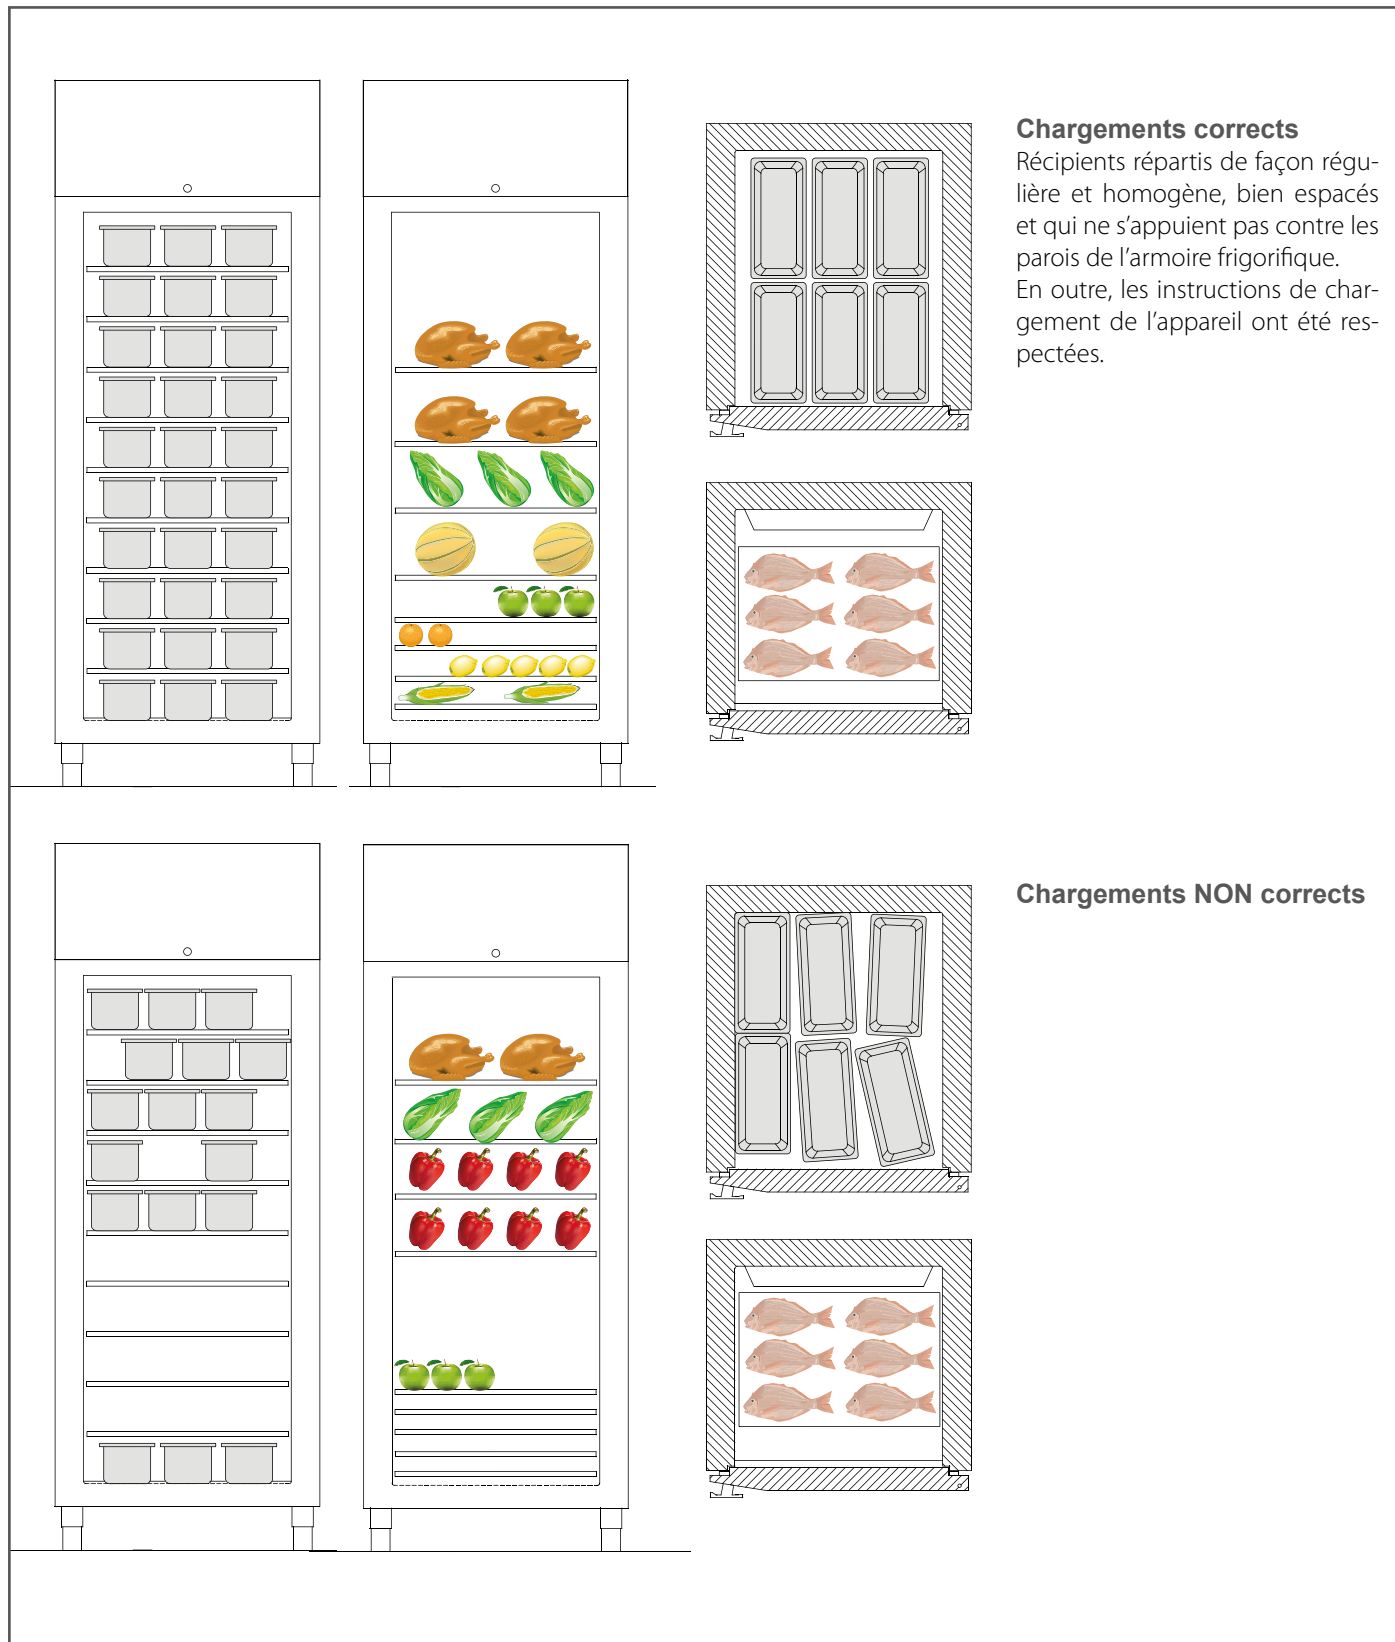 Chargements corrects
Récipients répartis de façon régu-
lière et homogène, bien espacés
et qui ne s’appuient pas contre les
parois de l’armoire frigorifique.
En outre, les instructions de char-
gement de l’appareil ont été res-
pectées.
Chargements NON corrects